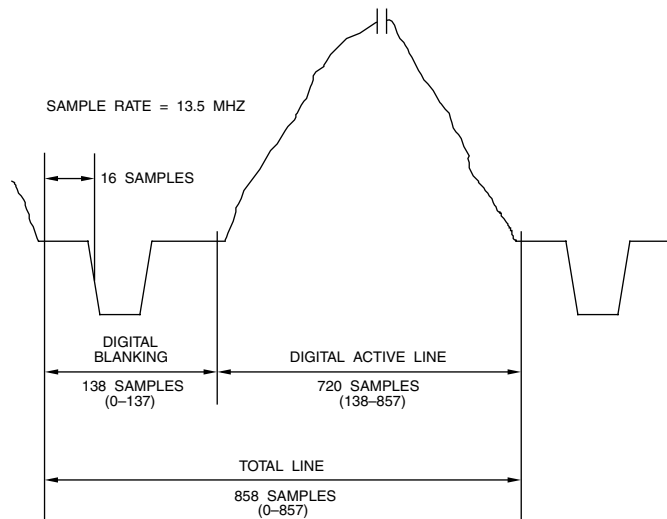 SAMPLE RATE = 13.5 MHZ
16 SAMPLES
DIGITAL
BLANKING
138 SAMPLES
(0–137)
DIGITAL ACTIVE LINE
720 SAMPLES
(138–857)
TOTAL LINE
858 SAMPLES
(0–857)